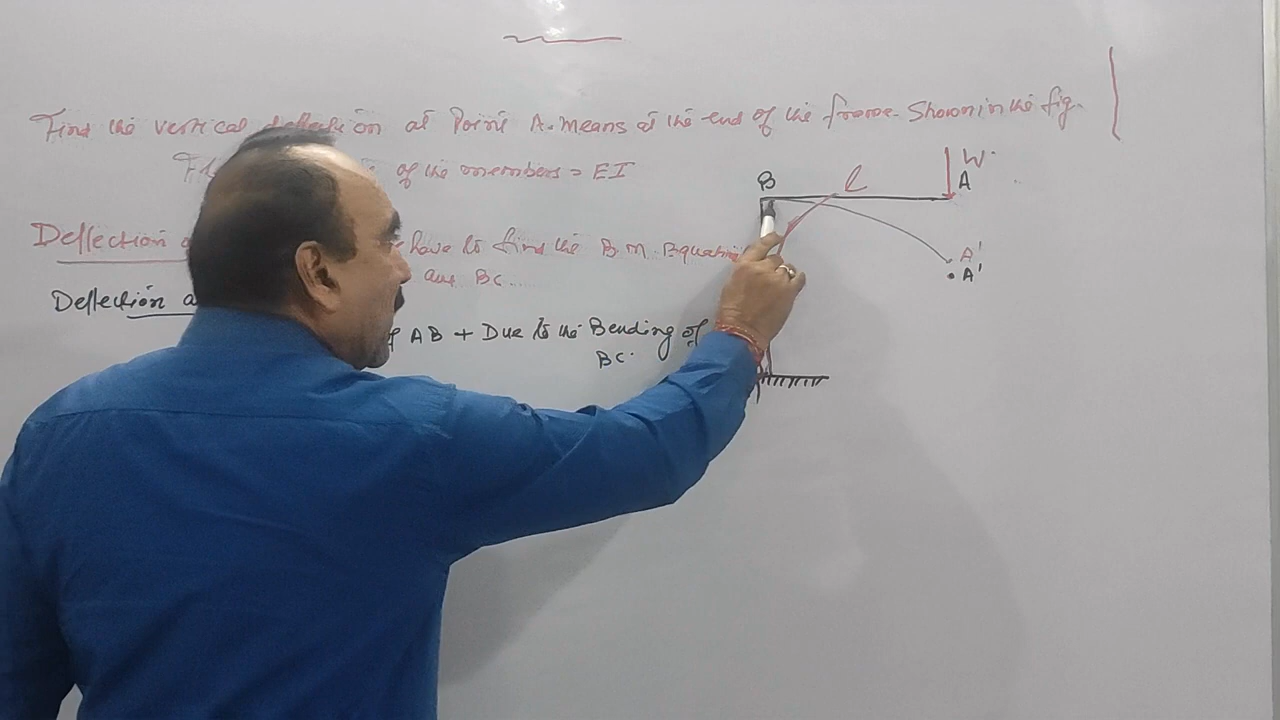 Find the vertical deflection at Point A. Means at the end of the frame. Shown in the fig.
of the members = EI
Deflection
have to find the B.M. Equation
BC......
Deflection a
of AB + Due to the Bending of
BC.
B
l
W
A
A'
A'